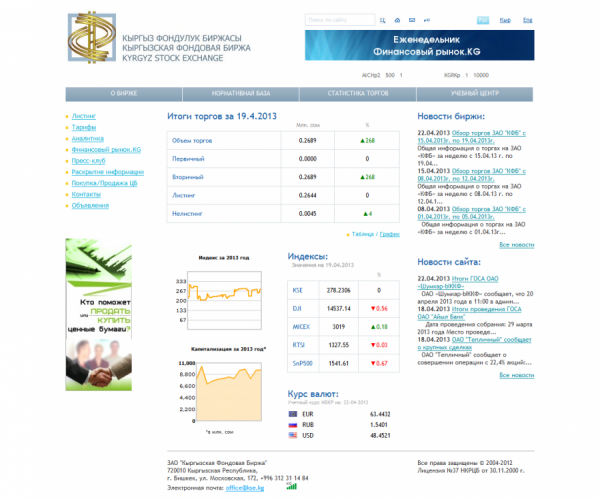 Поиск по сайту
Рус Кыр Eng
КЫРГЫЗ ФОНДУЛУК БИРЖАСЫ
КЫРГЫЗСКАЯ ФОНДОВАЯ БИРЖА
KYRGYZ STOCK EXCHANGE
Еженедельник
Финансовый рынок.KG
AICHp2 500 1
KGRKp 1 10000
О БИРЖЕ
НОРМАТИВНАЯ БАЗА
СТАТИСТИКА ТОРГОВ
УЧЕБНЫЙ ЦЕНТР
Листинг
Тарифы
Аналитика
Финансовый рынок.KG
Пресс-клуб
Раскрытие информации
Покупка/Продажа ЦБ
Контакты
Объявления
Кто поможет
ПРОДАТЬ
или
КУПИТЬ
ценные бумаги?
Итоги торгов за 19.4.2013
Млн. сом %
Объем торгов 0.2689 ▲268
Первичный 0.0000 0
Вторичный 0.2689 ▲268
Листинг 0.2644 0
Нелистинг 0.0045 ▲4
Таблица / График
Индекс за 2013 год
333
267
200
133
67
Капитализация за 2013 год*
11.000
8.800
6.600
4.400
2.200
0
*в млн. сом
Индексы:
Значения на 19.04.2013
%
KSE 278.2306 0
DJI 14537.14 ▼0.56
MICEX 3019 ▲0.18
RTSI 1327.55 ▼0.01
SnP500 1541.61 ▼0.67
Курс валют:
Учетный курс НБКР на: 22-04-2013
EUR 63.4432
RUB 1.5401
USD 48.4521
Новости биржи:
22.04.2013 Обзор торгов ЗАО "КФБ" с
15.04.2013г. по 19.04.2013г.
Общая информация о торгах на ЗАО
«КФБ» за неделю с 15.04.13 г. по
19.04...
15.04.2013 Обзор торгов ЗАО "КФБ" с
08.04.2013г. по 12.04.2013г.
Общая информация о торгах на ЗАО
«КФБ» за неделю с 08.04.13 г. по
12.04.1...
08.04.2013 Обзор торгов ЗАО "КФБ" с
01.04.2013г. по 05.04.2013г.
Общая информация о торгах на ЗАО
«КФБ» за неделю с 01.04.13г...
Все новости
Новости сайта:
22.04.2013 Итоги ГОСА ОАО
«Шумкар-ЫККФ»
ОАО «Шумкар-ЫККФ» сообщает, что 20
апреля 2013 года в 11:00 в админ...
18.04.2013 Итоги проведения ГОСА
ОАО "Айыл Банк"
Дата проведения собрания: 29 марта
2013 года Место проведе...
18.04.2013 ОАО "Тепличный" сообщает
о крупных сделках
ОАО "Тепличный" сообщает о
совершении операции с 22,4% акций...
Все новости
ЗАО "Кыргызская Фондовая Биржа"
720010 Кыргызская Республика,
г. Бишкек, ул. Московская, 172, +996 312 31 14 84
Электронная почта: office@kse.kg
Все права защищены © 2004-2012
Лицензия №37 НКРЦБ от 30.11.2000 г.